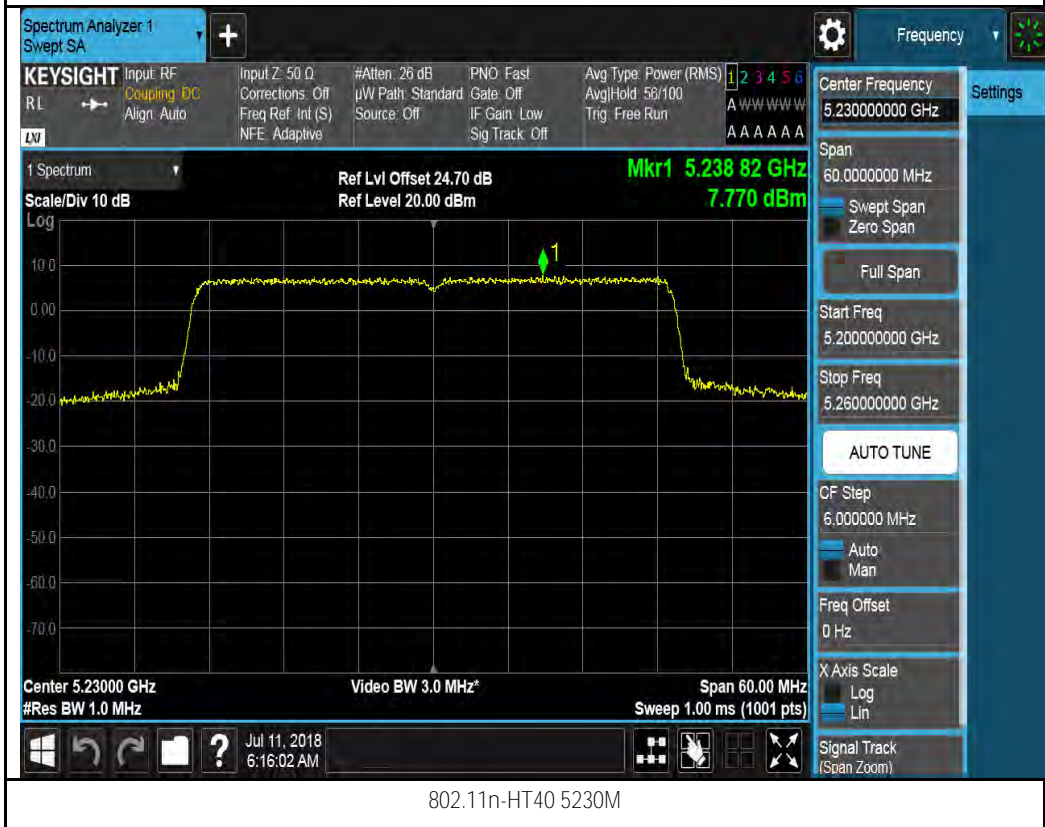 Spectrum Analyzer 1
Swept SA
+
Frequency
KEYSIGHT
RL
LXI
Input: RF
Coupling: DC
Align: Auto
Input Z: 50 Ω
Corrections: Off
Freq Ref: Int (S)
NFE: Adaptive
#Atten: 26 dB
µW Path: Standard
Source: Off
PNO: Fast
Gate: Off
IF Gain: Low
Sig Track: Off
Avg Type: Power (RMS)
Avg|Hold: 56/100
Trig: Free Run
1 2 3 4 5 6
A W W W W W
A A A A A A
1 Spectrum
Scale/Div 10 dB
Ref Lvl Offset 24.70 dB
Ref Level 20.00 dBm
Mkr1 5.238 82 GHz
7.770 dBm
Log
10.0
0.00
-10.0
-20.0
-30.0
-40.0
-50.0
-60.0
-70.0
1
Center 5.23000 GHz
#Res BW 1.0 MHz
Video BW 3.0 MHz*
Span 60.00 MHz
Sweep 1.00 ms (1001 pts)
Center Frequency
5.230000000 GHz
Settings
Span
60.0000000 MHz
Swept Span
Zero Span
Full Span
Start Freq
5.200000000 GHz
Stop Freq
5.260000000 GHz
AUTO TUNE
CF Step
6.000000 MHz
Auto
Man
Freq Offset
0 Hz
X Axis Scale
Log
Lin
Signal Track
(Span Zoom)
?
Jul 11, 2018
6:16:02 AM
802.11n-HT40 5230M